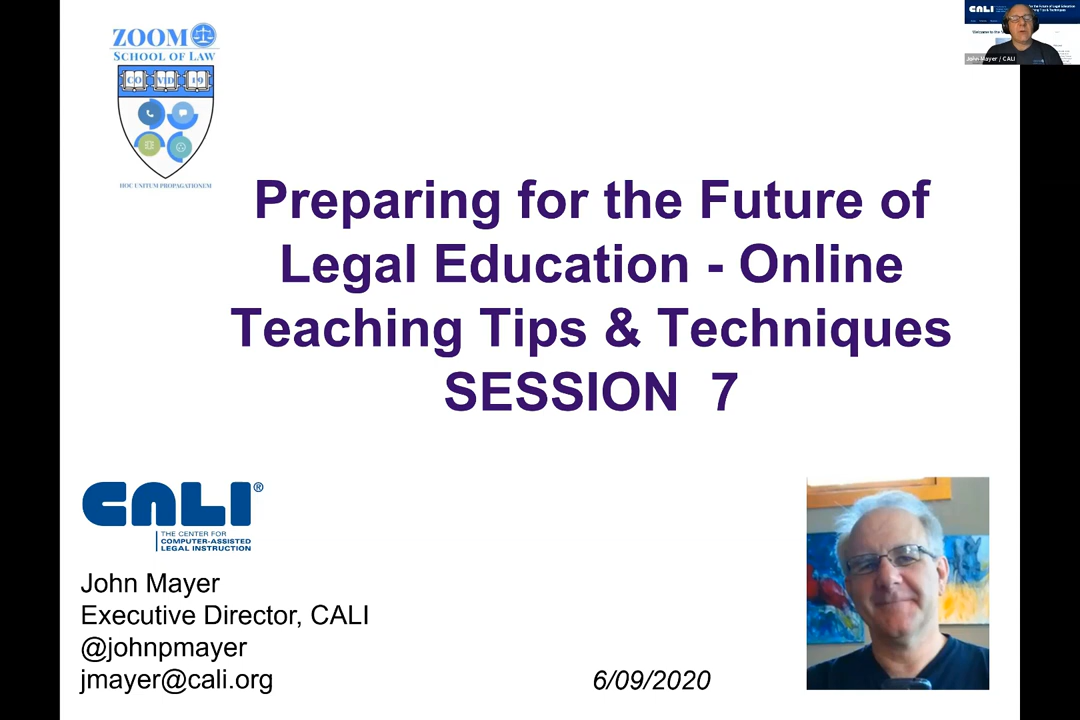 ZOOM
SCHOOL OF LAW
CO VID 19
HOC UNITUM PROPAGATIONEM
CALI
John Mayer / CALI
Preparing for the Future of
Legal Education - Online
Teaching Tips & Techniques
SESSION 7
CALI®
THE CENTER FOR
COMPUTER-ASSISTED
LEGAL INSTRUCTION
John Mayer
Executive Director, CALI
@johnpmayer
jmayer@cali.org
6/09/2020